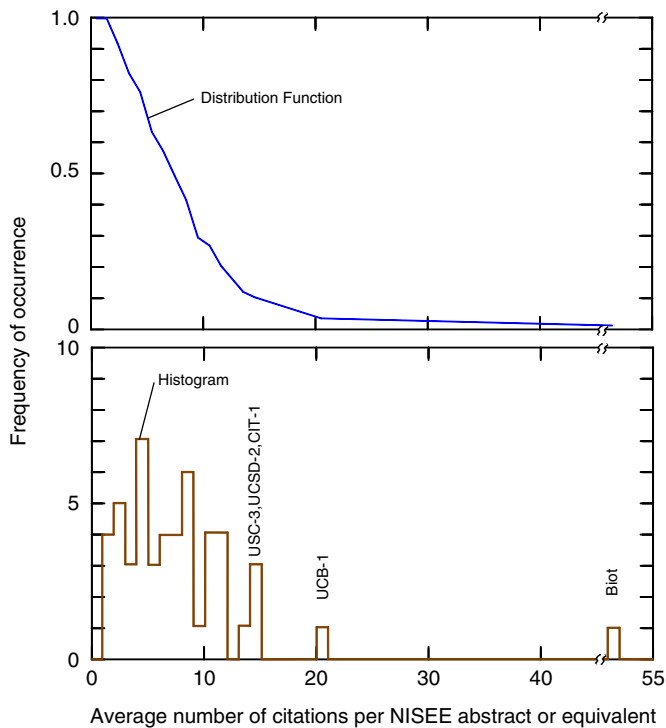 1.0
Distribution Function
0.5
0
Frequency of occurrence
10
Histogram
USC-3,UCSD-2,CIT-1
5
UCB-1
Biot
0
0 10 20 30 40 55
Average number of citations per NISEE abstract or equivalent